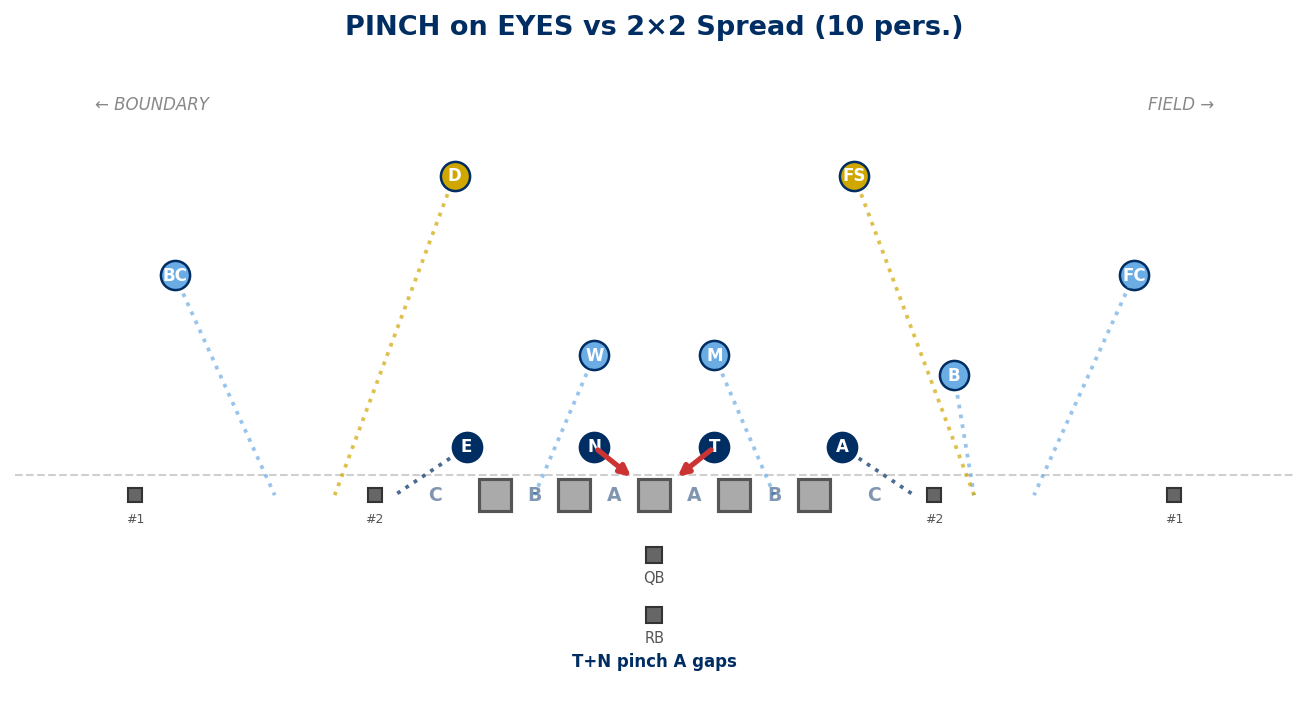 PINCH on EYES vs 2×2 Spread (10 pers.)
← BOUNDARY
FIELD →
D
FS
BC
FC
W
M
B
E
N
T
A
C
B
A
A
B
C
#1
#2
#2
#1
QB
RB
T+N pinch A gaps